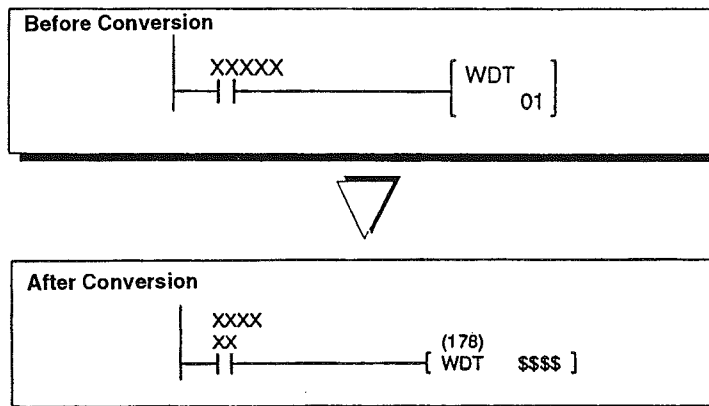 Before Conversion
XXXXX
WDT
01
After Conversion
XXXX
XX
(178)
WDT $$$$